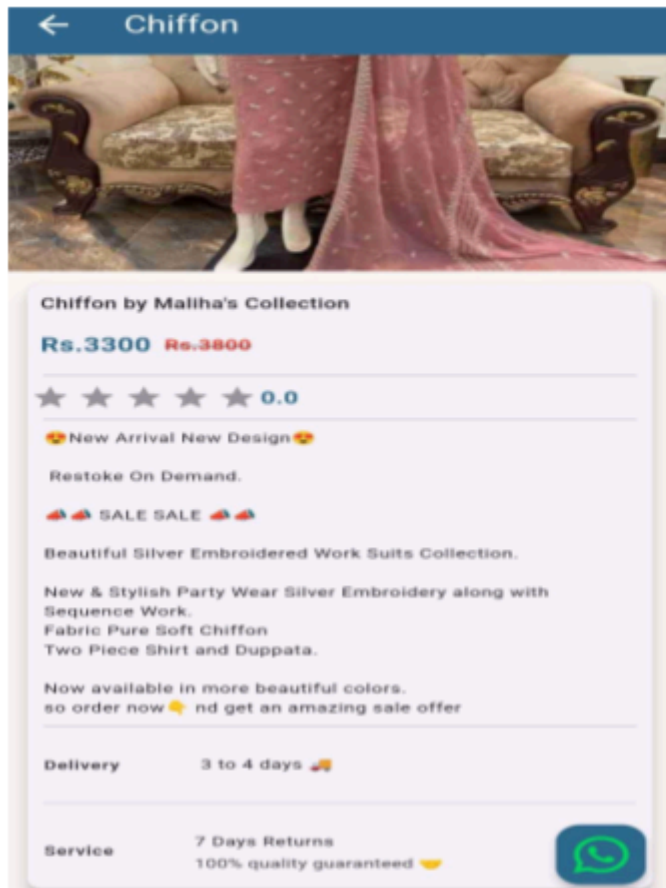 Chiffon
Chiffon by Maliha's Collection
Rs.3300 Rs.3800
0.0
😍New Arrival New Design😍
Restoke On Demand.
📣📣 SALE SALE 📣📣
Beautiful Silver Embroidered Work Suits Collection.
New & Stylish Party Wear Silver Embroidery along with
Sequence Work.
Fabric Pure Soft Chiffon
Two Piece Shirt and Duppata.
Now available in more beautiful colors.
so order now👇 nd get an amazing sale offer
Delivery 3 to 4 days 🚚
Service 7 Days Returns
100% quality guaranteed 🤝